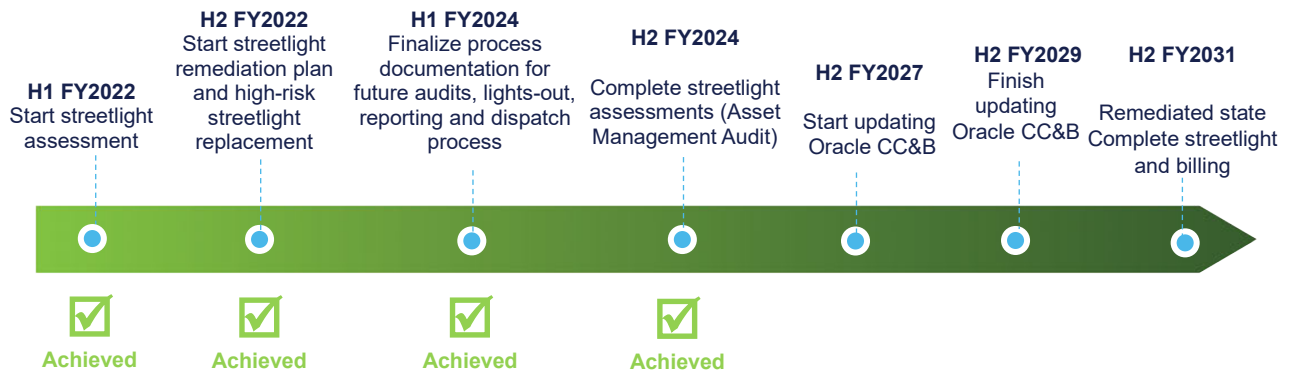 H1 FY2022
Start streetlight
assessment
H2 FY2022
Start streetlight
remediation plan
and high-risk
streetlight
replacement
H1 FY2024
Finalize process
documentation for
future audits, lights-out,
reporting and dispatch
process
H2 FY2024
Complete streetlight
assessments (Asset
Management Audit)
H2 FY2027
Start updating
Oracle CC&B
H2 FY2029
Finish
updating
Oracle CC&B
H2 FY2031
Remediated state
Complete streetlight
and billing
Achieved
Achieved
Achieved
Achieved